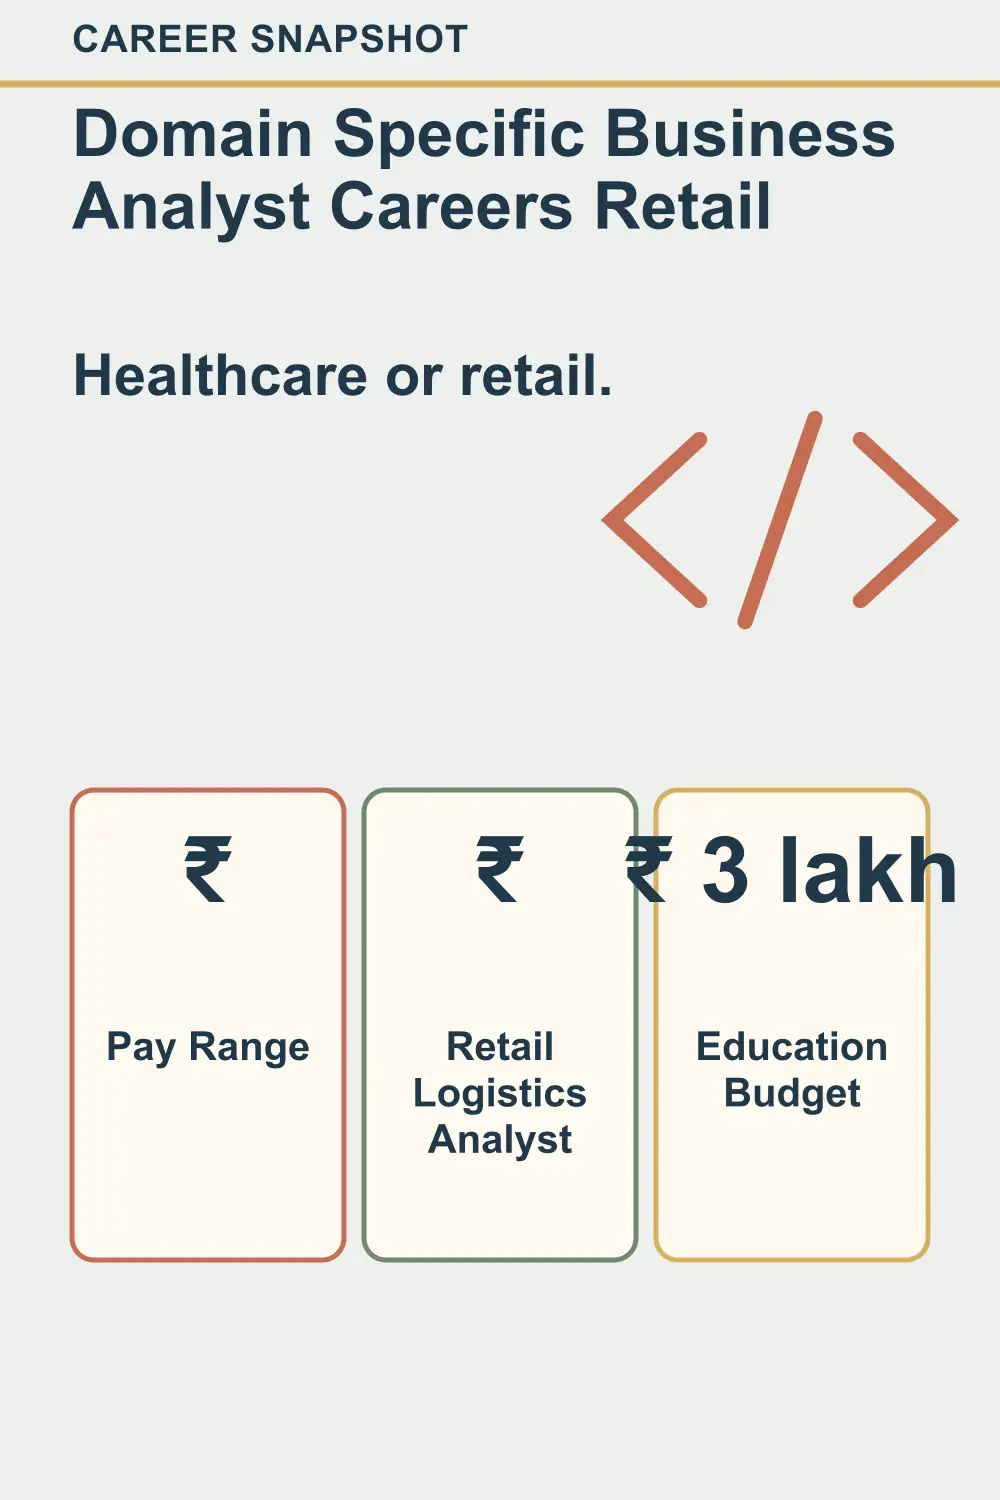 CAREER SNAPSHOT
Domain Specific Business
Analyst Careers Retail
Healthcare or retail.
₹
Pay Range
₹
Retail
Logistics
Analyst
₹ 3 lakh
Education
Budget